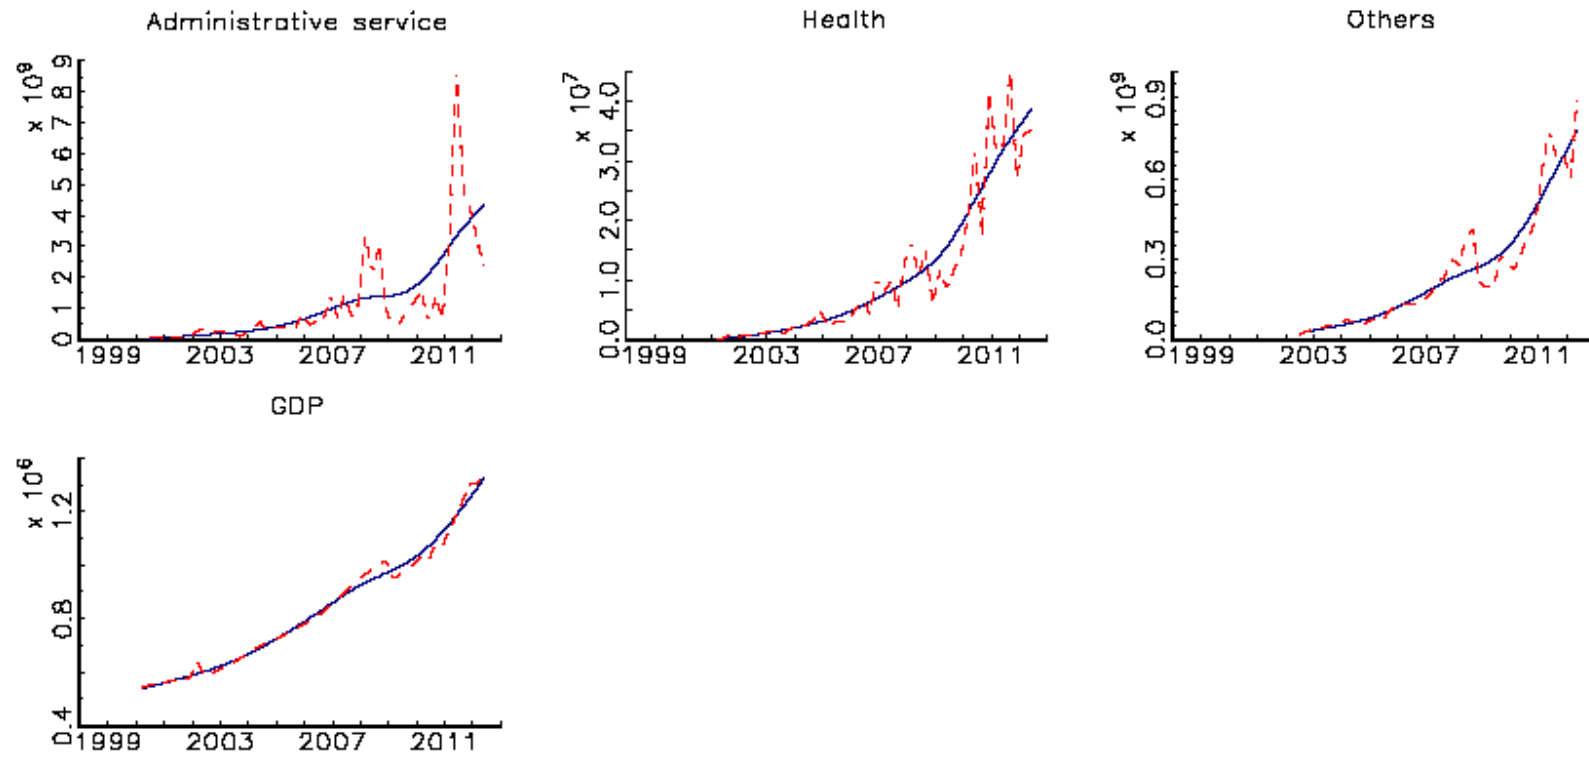 Administrative service
Health
Others
x 10⁹
0 1 2 3 4 5 6 7 8 9
1999 2003 2007 2011
x 10⁷
0.0 1.0 2.0 3.0 4.0
1999 2003 2007 2011
x 10⁹
0.0 0.3 0.6 0.9
1999 2003 2007 2011
GDP
x 10⁶
0.4 0.8 1.2
1999 2003 2007 2011